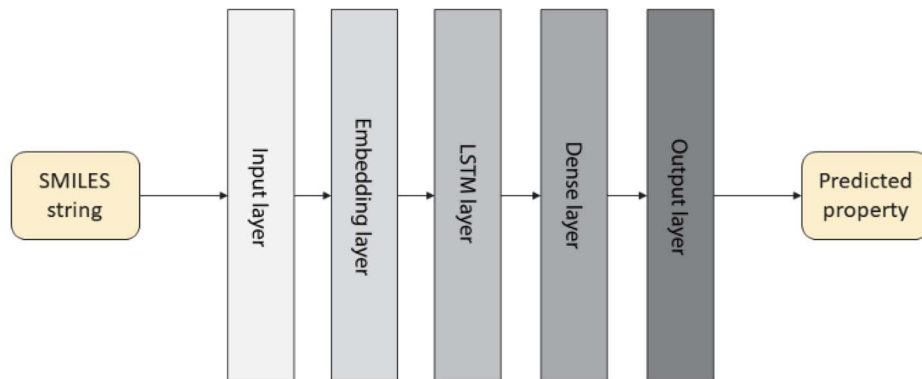 SMILES
string
Input layer
Embedding layer
LSTM layer
Dense layer
Output layer
Predicted
property